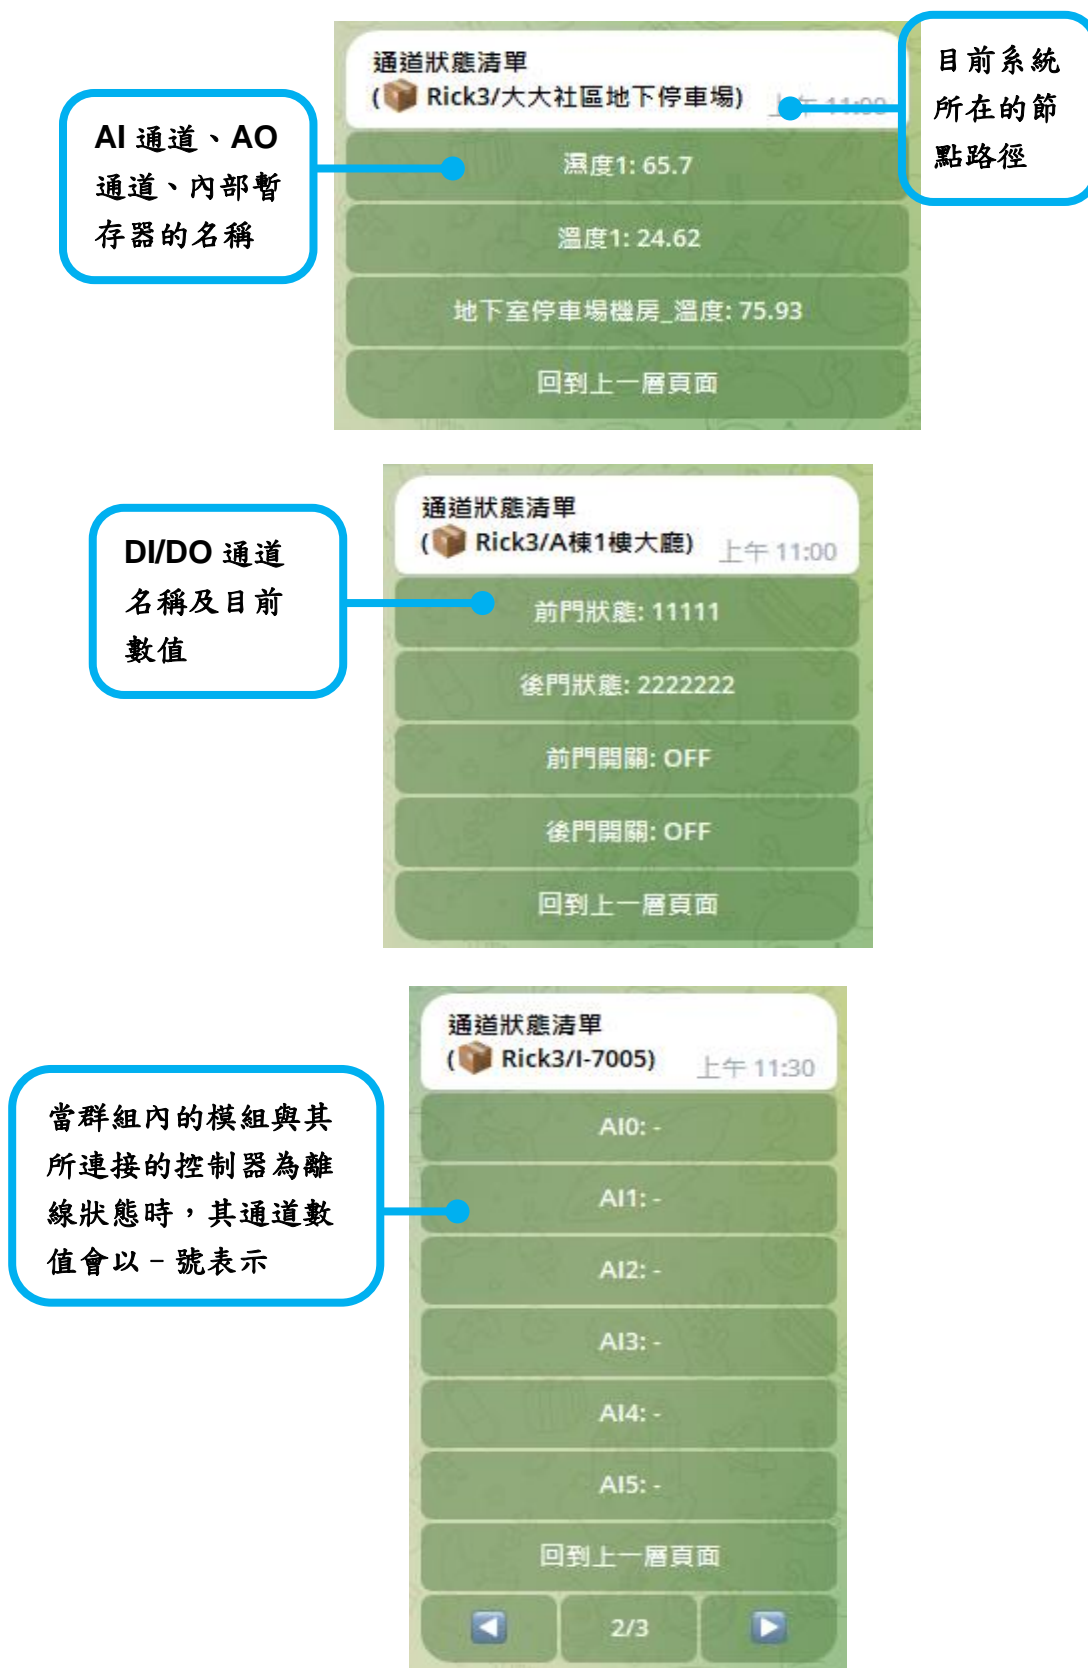 通道狀態清單
(📦 Rick3/大大社區地下停車場)
上午 11:00
目前系統
所在的節
點路徑
AI 通道、AO
通道、內部暫
存器的名稱
濕度1: 65.7
溫度1: 24.62
地下室停車場機房_溫度: 75.93
回到上一層頁面
通道狀態清單
(📦 Rick3/A棟1樓大廳)
上午 11:00
DI/DO 通道
名稱及目前
數值
前門狀態: 11111
後門狀態: 2222222
前門開關: OFF
後門開關: OFF
回到上一層頁面
通道狀態清單
(📦 Rick3/I-7005)
上午 11:30
當群組內的模組與其
所連接的控制器為離
線狀態時，其通道數
值會以 – 號表示
AI0: -
AI1: -
AI2: -
AI3: -
AI4: -
AI5: -
回到上一層頁面
◀️ 2/3 ▶️